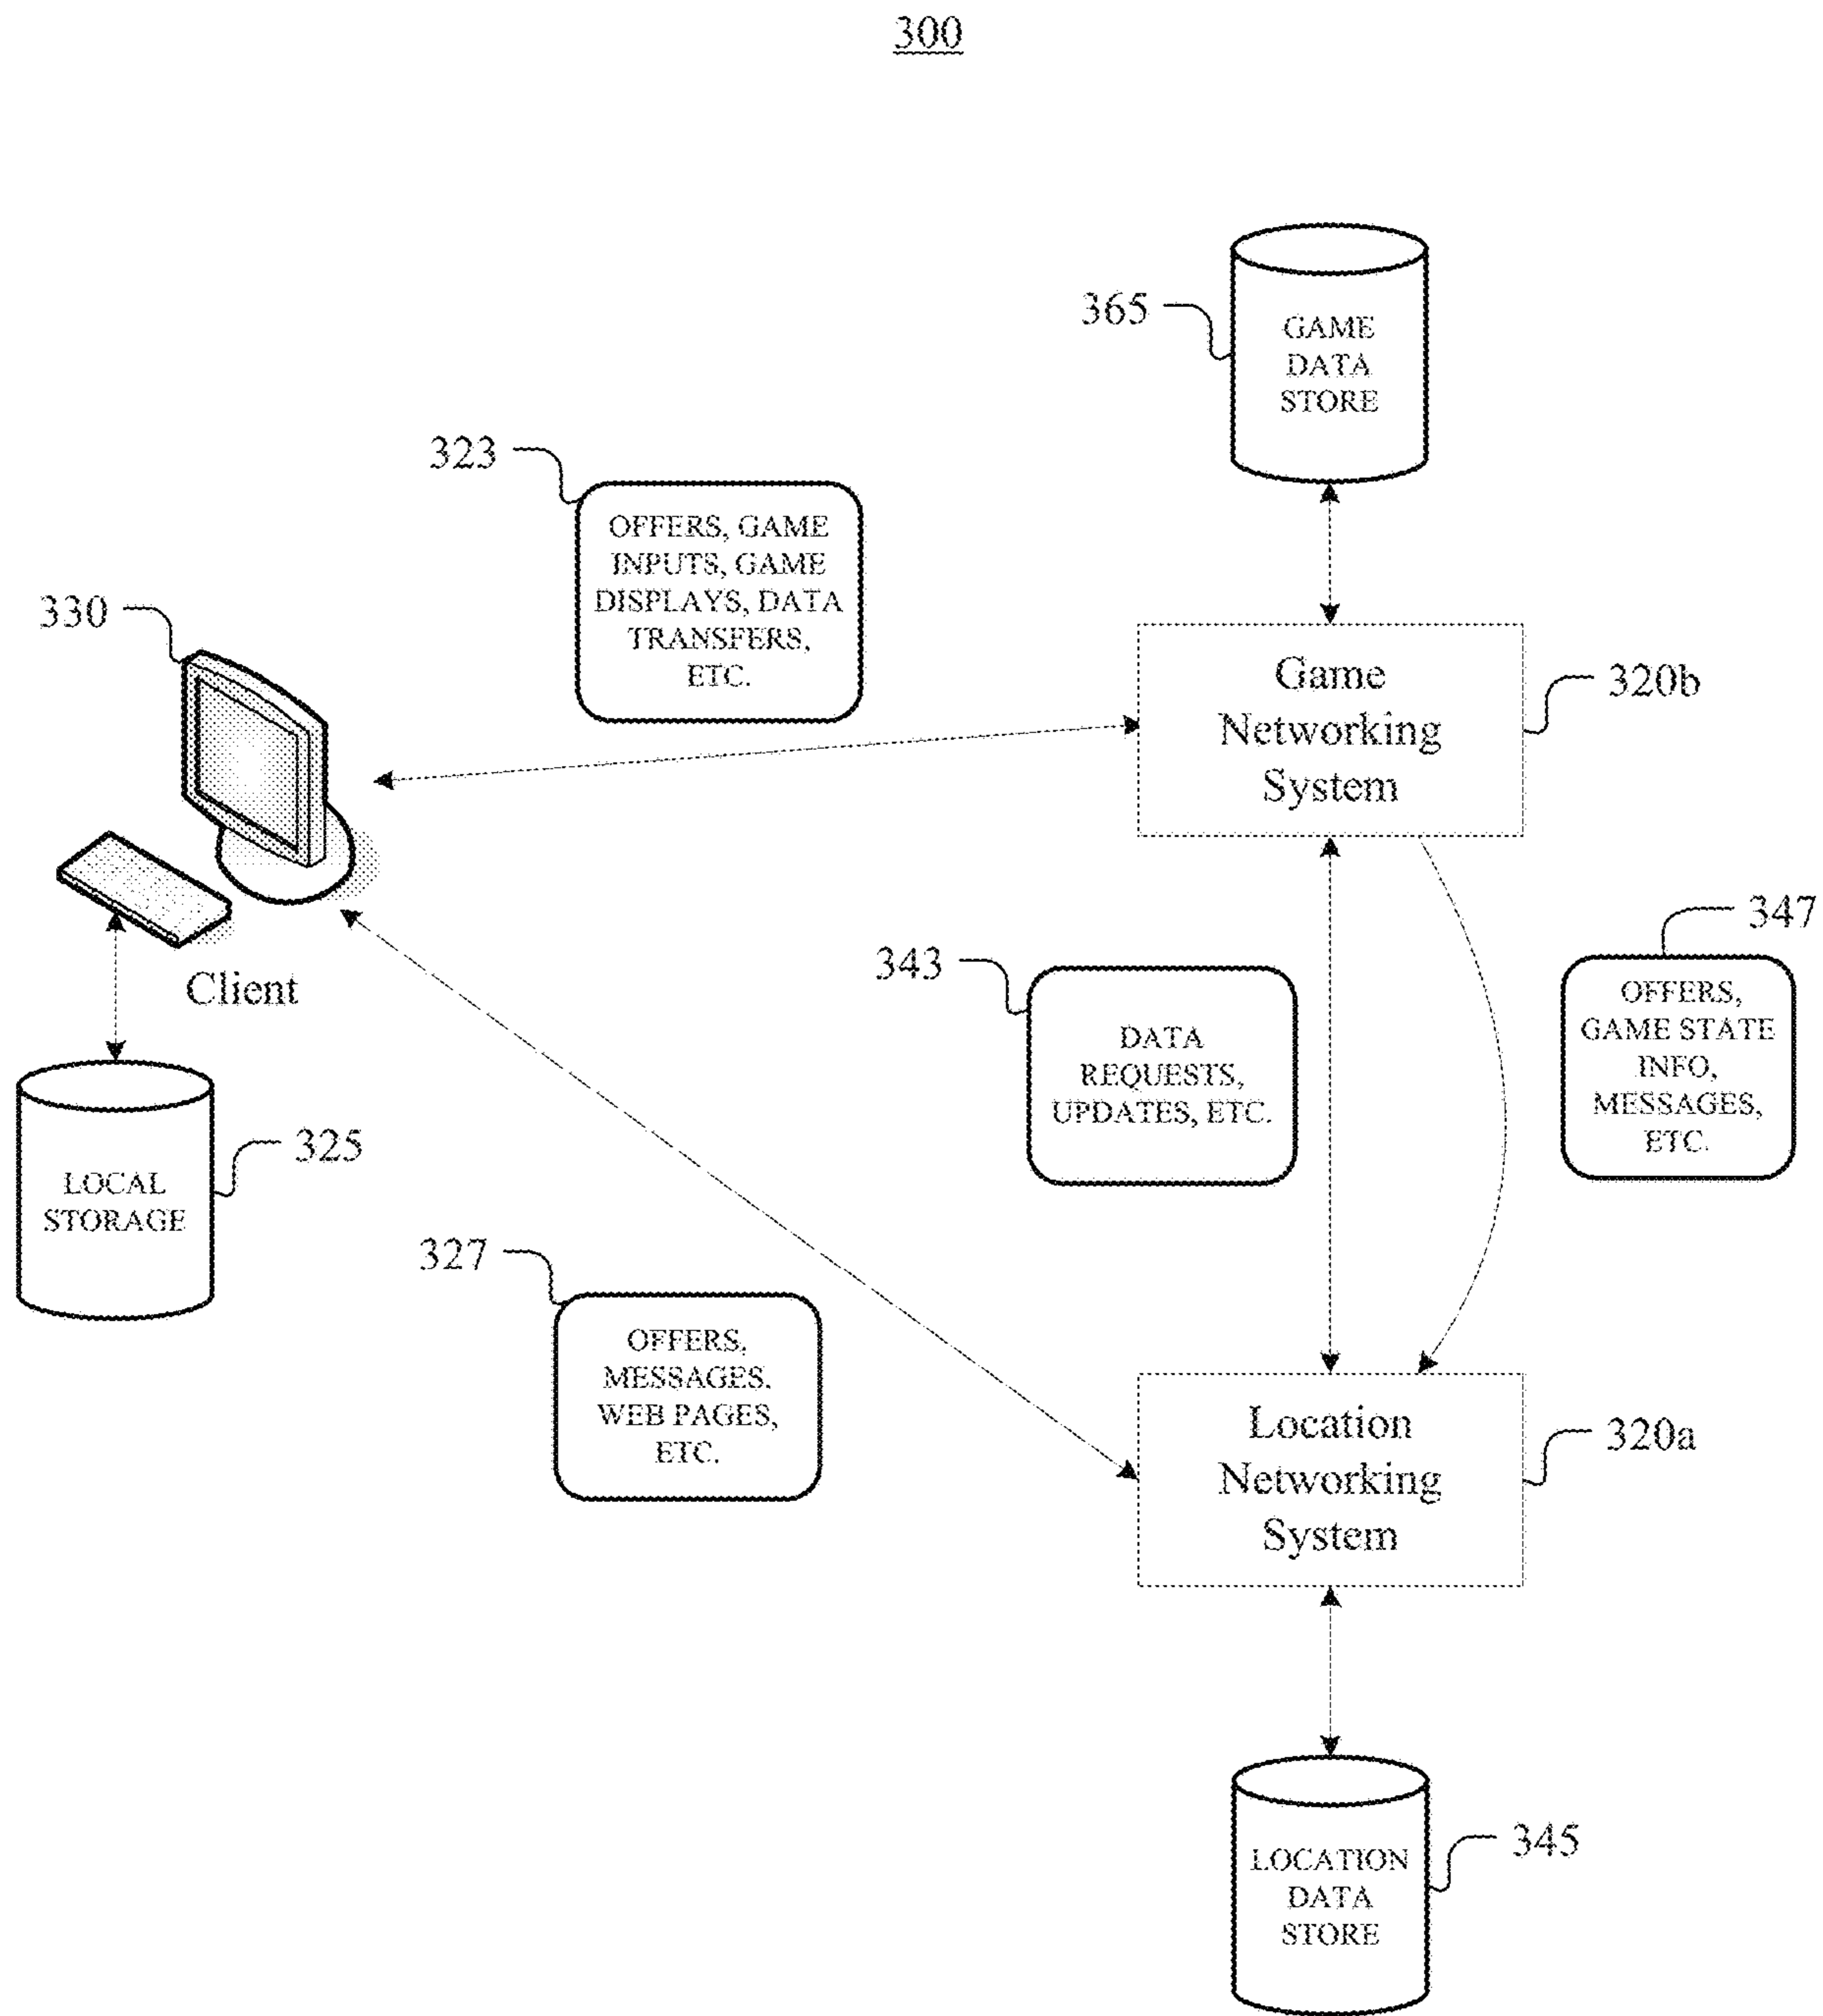 300
365
GAME
DATA
STORE
323
OFFERS, GAME
INPUTS, GAME
DISPLAYS, DATA
TRANSFERS,
ETC.
330
Game
Networking
System
320b
Client
343
DATA
REQUESTS,
UPDATES, ETC.
347
OFFERS,
GAME STATE
INFO,
MESSAGES,
ETC.
325
LOCAL
STORAGE
327
OFFERS,
MESSAGES,
WEB PAGES,
ETC.
Location
Networking
System
320a
345
LOCATION
DATA
STORE